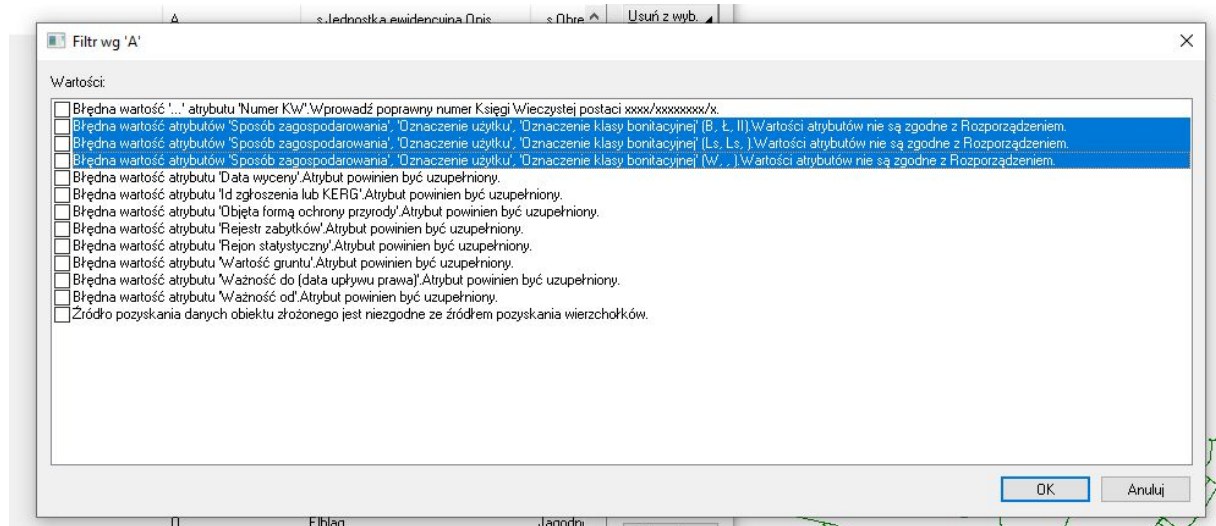 A
s Jednostka ewidencyjna Opis
s Obre
Usuń z wyb.
Filtr wg 'A'
Wartości:
Błędna wartość '...' atrybutu 'Numer KW'.Wprowadź poprawny numer Księgi Wieczystej postaci xxxx/xxxxxxxx/x.
Błędna wartość atrybutów 'Sposób zagospodarowania', 'Oznaczenie użytku', 'Oznaczenie klasy bonitacyjnej' (B, Ł, II).Wartości atrybutów nie są zgodne z Rozporządzeniem.
Błędna wartość atrybutów 'Sposób zagospodarowania', 'Oznaczenie użytku', 'Oznaczenie klasy bonitacyjnej' (Ls, Ls, ).Wartości atrybutów nie są zgodne z Rozporządzeniem.
Błędna wartość atrybutów 'Sposób zagospodarowania', 'Oznaczenie użytku', 'Oznaczenie klasy bonitacyjnej' (W, , ).Wartości atrybutów nie są zgodne z Rozporządzeniem.
Błędna wartość atrybutu 'Data wyceny'.Atrybut powinien być uzupełniony.
Błędna wartość atrybutu 'Id zgłoszenia lub KERG'.Atrybut powinien być uzupełniony.
Błędna wartość atrybutu 'Objęta formą ochrony przyrody'.Atrybut powinien być uzupełniony.
Błędna wartość atrybutu 'Rejestr zabytków'.Atrybut powinien być uzupełniony.
Błędna wartość atrybutu 'Rejon statystyczny'.Atrybut powinien być uzupełniony.
Błędna wartość atrybutu 'Wartość gruntu'.Atrybut powinien być uzupełniony.
Błędna wartość atrybutu 'Ważność do (data upływu prawa)'.Atrybut powinien być uzupełniony.
Błędna wartość atrybutu 'Ważność od'.Atrybut powinien być uzupełniony.
Źródło pozyskania danych obiektu złożonego jest niezgodne ze źródłem pozyskania wierzchołków.
OK
Anuluj
Elbląg
Jagodni